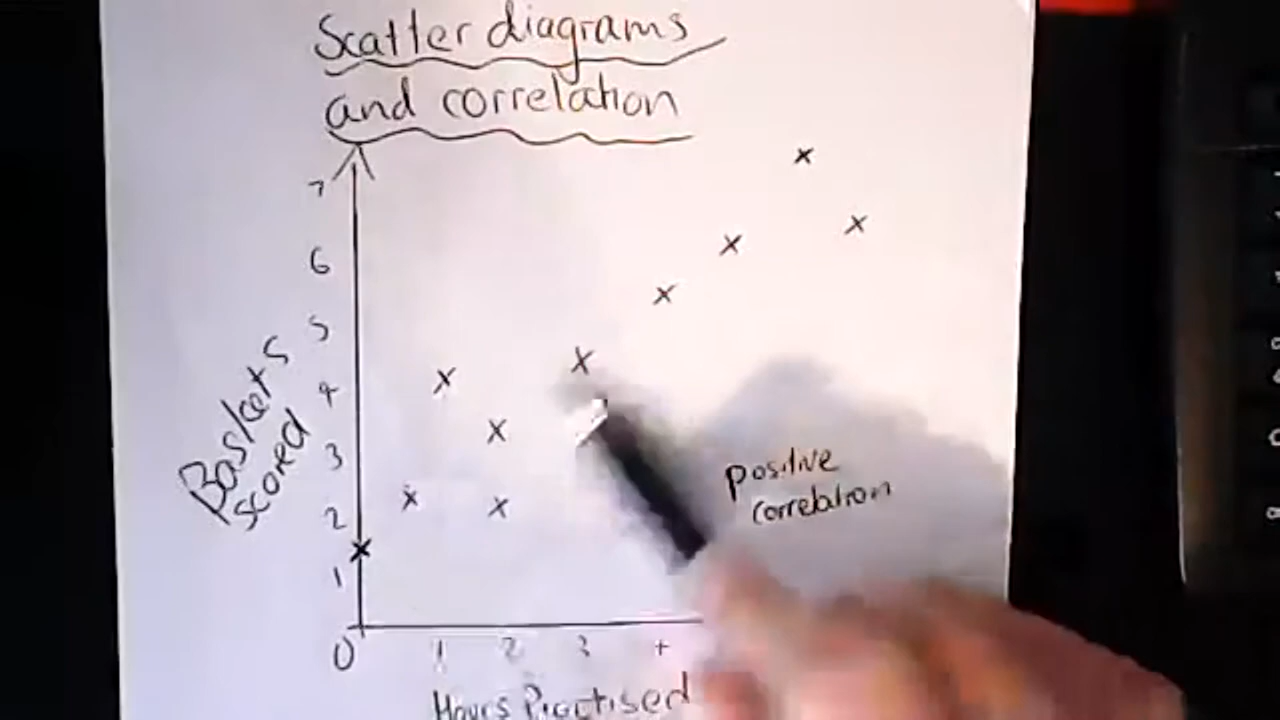 Scatter diagrams
and correlation
7
6
5
4
3
2
1
0
Baskets
scored
positive
correlation
1 2 3 4
Hours Practised